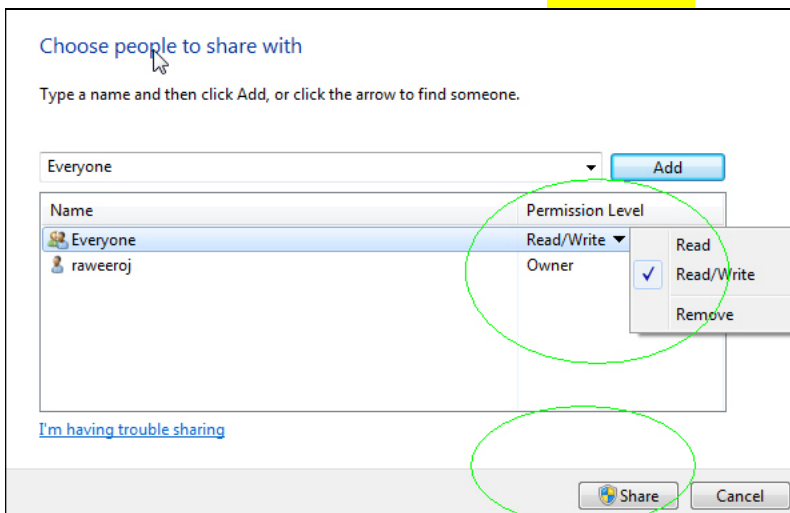 Choose people to share with
Type a name and then click Add, or click the arrow to find someone.
Everyone Add
Name Permission Level
Everyone Read/Write Read
raweeroj Owner Read/Write
Remove
I'm having trouble sharing
Share Cancel